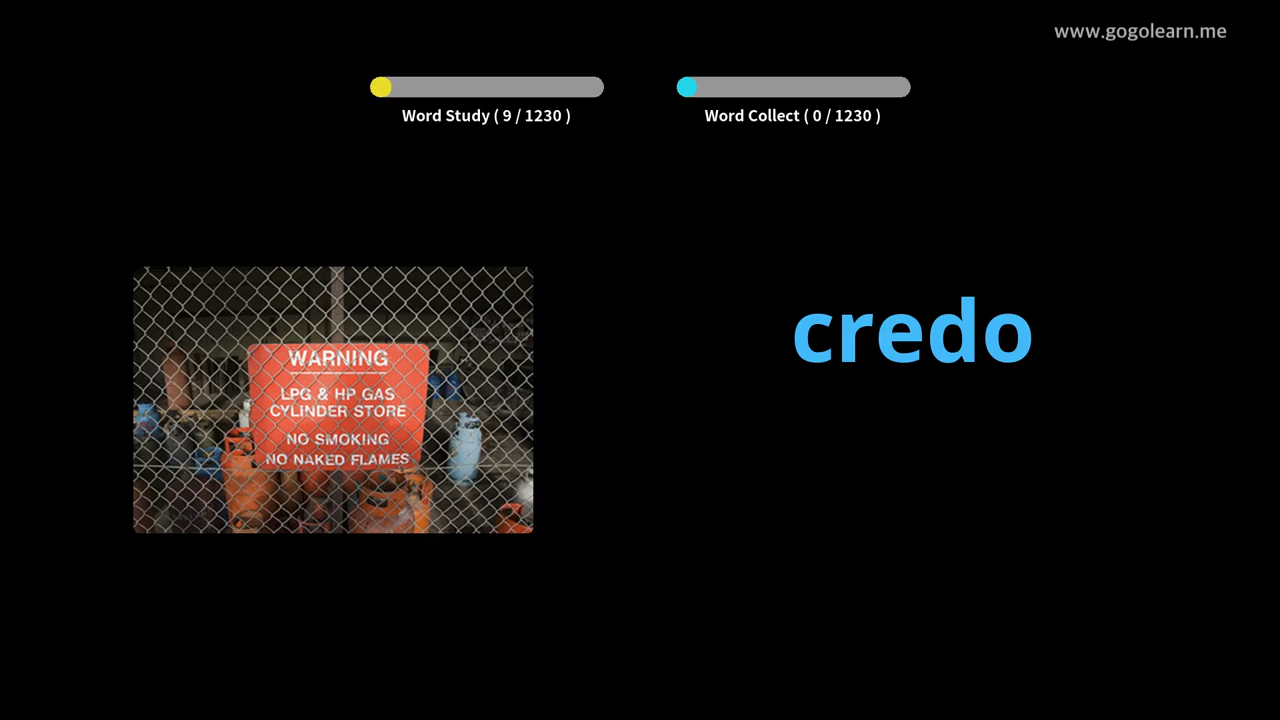 www.gogolearn.me
Word Study ( 9 / 1230 )
Word Collect ( 0 / 1230 )
WARNING
LPG & HP GAS
CYLINDER STORE
NO SMOKING
NO NAKED FLAMES
credo